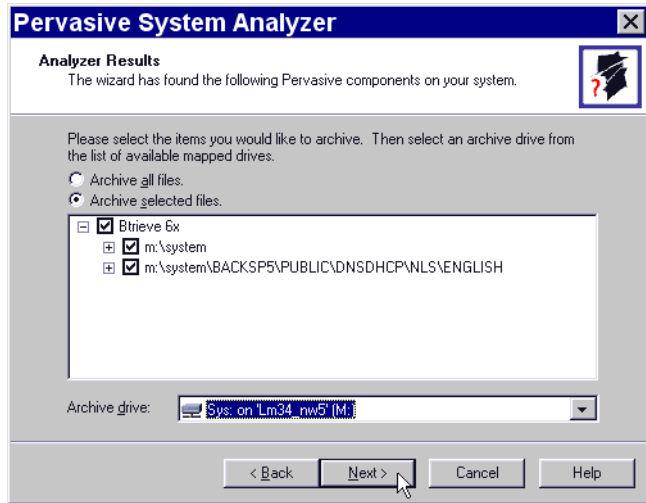 Pervasive System Analyzer
Analyzer Results
The wizard has found the following Pervasive components on your system.
?
Please select the items you would like to archive.  Then select an archive drive from
the list of available mapped drives.
Archive all files.
Archive selected files.
Btrieve 6x
m:\system
m:\system\BACKSP5\PUBLIC\DNSDHCP\NLS\ENGLISH
Archive drive: Sys: on 'Lm34_nw5' (M:
< Back Next > Cancel Help